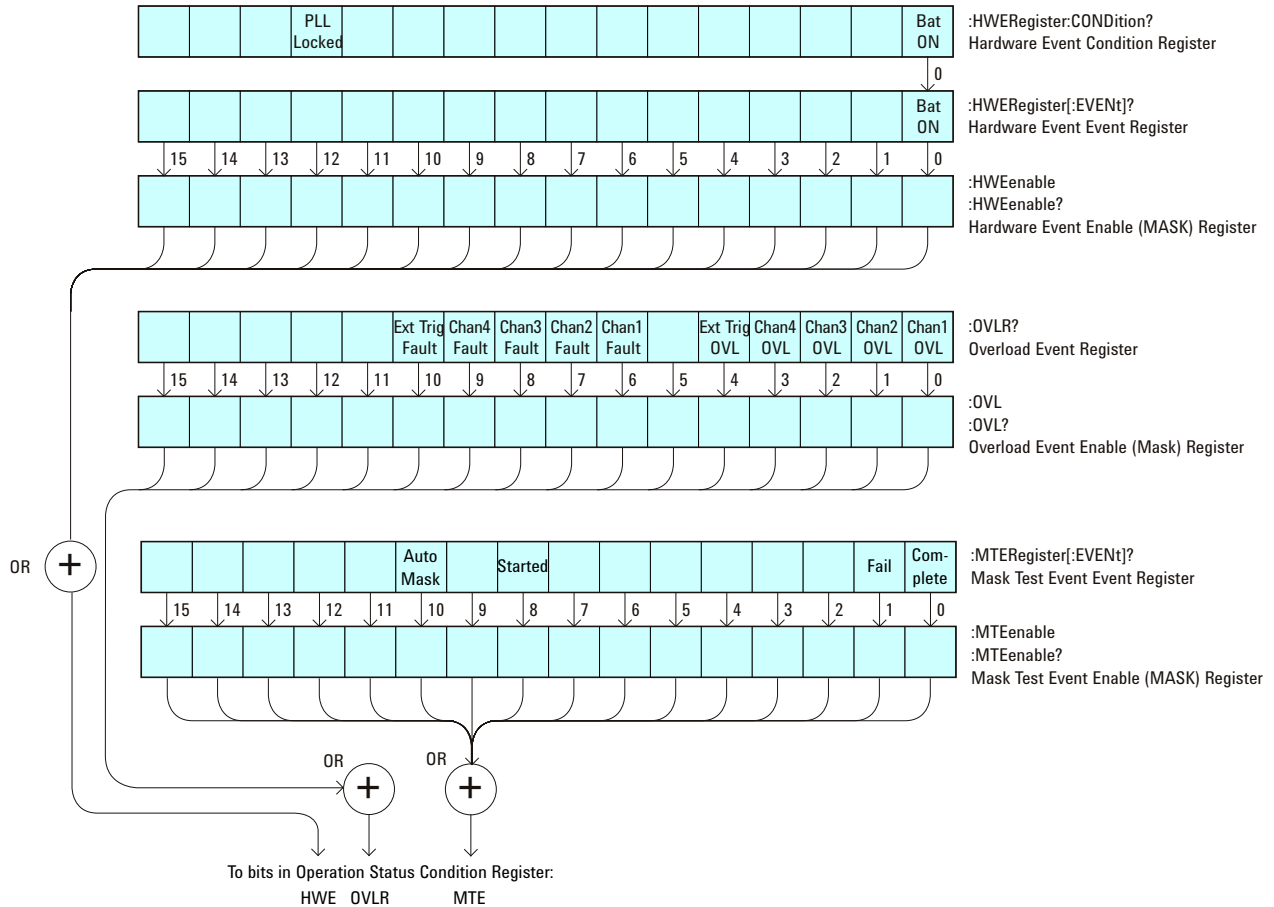 PLL
Locked
Bat
ON
:HWERegister:CONDition?
Hardware Event Condition Register
0
Bat
ON
:HWERegister[:EVENt]?
Hardware Event Event Register
15 14 13 12 11 10 9 8 7 6 5 4 3 2 1 0
:HWEenable
:HWEenable?
Hardware Event Enable (MASK) Register
Ext Trig Chan4 Chan3 Chan2 Chan1 Ext Trig Chan4 Chan3 Chan2 Chan1
Fault Fault Fault Fault Fault OVL OVL OVL OVL OVL
:OVLR?
Overload Event Register
15 14 13 12 11 10 9 8 7 6 5 4 3 2 1 0
:OVL
:OVL?
Overload Event Enable (Mask) Register
OR +
Auto
Mask
Started
Fail
Com-
plete
:MTERegister[:EVENt]?
Mask Test Event Event Register
15 14 13 12 11 10 9 8 7 6 5 4 3 2 1 0
:MTEenable
:MTEenable?
Mask Test Event Enable (MASK) Register
OR +
OR +
To bits in Operation Status Condition Register:
HWE OVLR MTE